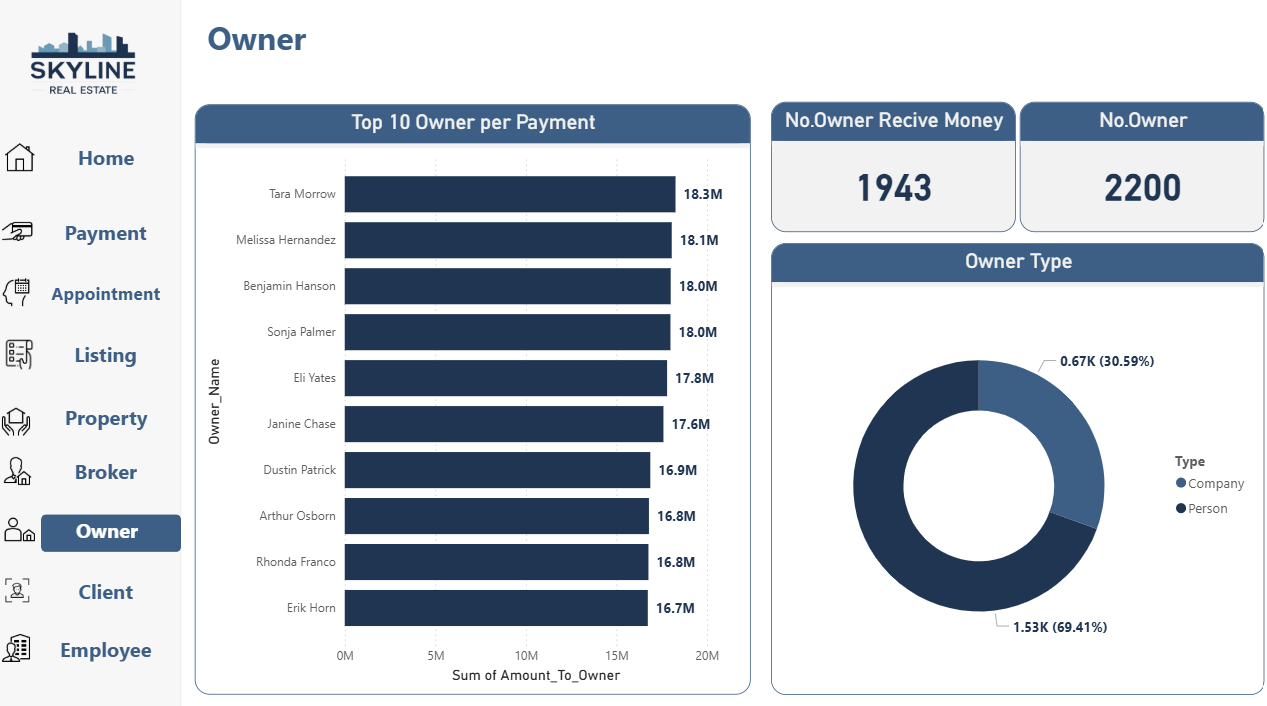 SKYLINE
REAL ESTATE
Home
Payment
Appointment
Listing
Property
Broker
Owner
Client
Employee
Owner
Top 10 Owner per Payment
Owner_Name
Tara Morrow 18.3M
Melissa Hernandez 18.1M
Benjamin Hanson 18.0M
Sonja Palmer 18.0M
Eli Yates 17.8M
Janine Chase 17.6M
Dustin Patrick 16.9M
Arthur Osborn 16.8M
Rhonda Franco 16.8M
Erik Horn 16.7M
0M 5M 10M 15M 20M
Sum of Amount_To_Owner
No.Owner Recive Money
1943
No.Owner
2200
Owner Type
0.67K (30.59%)
1.53K (69.41%)
Type
Company
Person